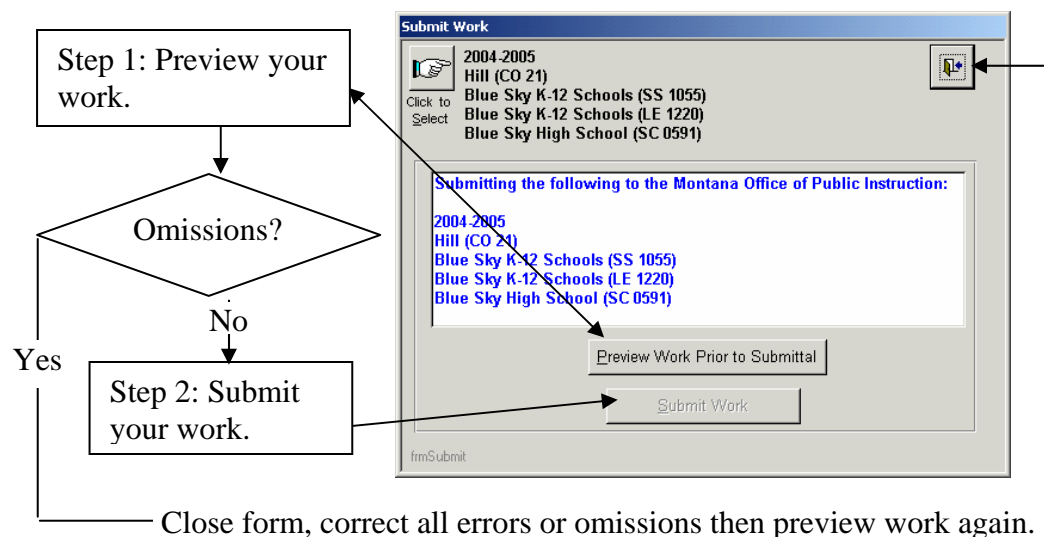 Step 1: Preview your
work.
Omissions?
No
Yes
Step 2: Submit
your work.
Submit Work
Click to
Select
2004-2005
Hill (CO 21)
Blue Sky K-12 Schools (SS 1055)
Blue Sky K-12 Schools (LE 1220)
Blue Sky High School (SC 0591)
Submitting the following to the Montana Office of Public Instruction:
2004-2005
Hill (CO 21)
Blue Sky K-12 Schools (SS 1055)
Blue Sky K-12 Schools (LE 1220)
Blue Sky High School (SC 0591)
Preview Work Prior to Submittal
Submit Work
frmSubmit
Close form, correct all errors or omissions then preview work again.